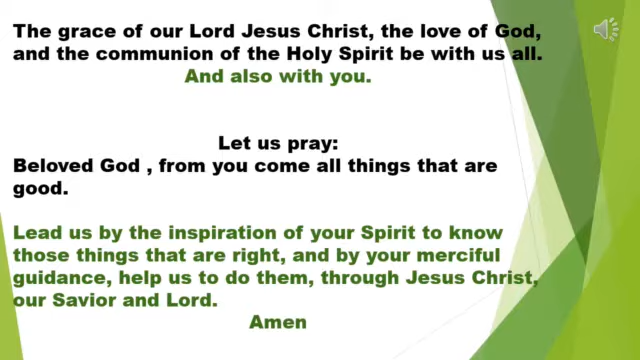 The grace of our Lord Jesus Christ, the love of God,
and the communion of the Holy Spirit be with us all.
And also with you.
Let us pray:
Beloved God , from you come all things that are
good.
Lead us by the inspiration of your Spirit to know
those things that are right, and by your merciful
guidance, help us to do them, through Jesus Christ,
our Savior and Lord.
Amen